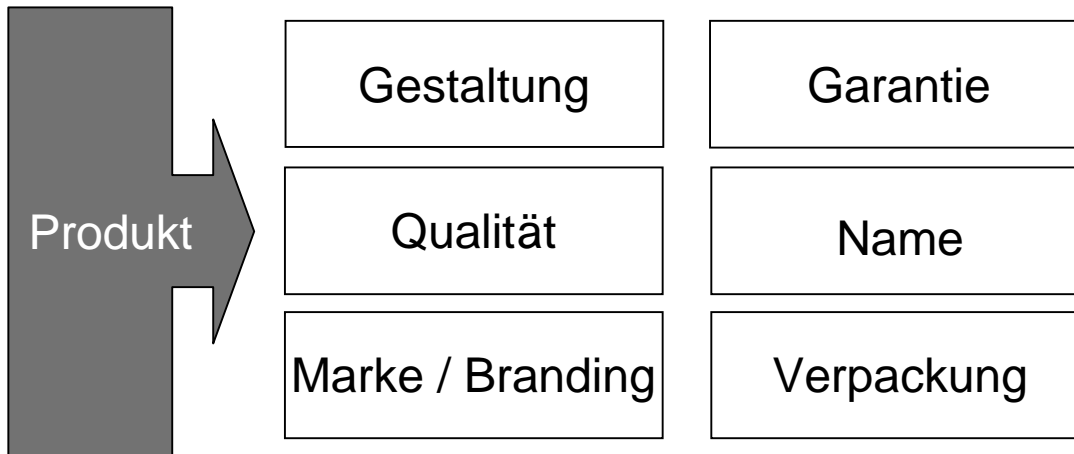 Produkt
Gestaltung
Garantie
Qualität
Name
Marke / Branding
Verpackung